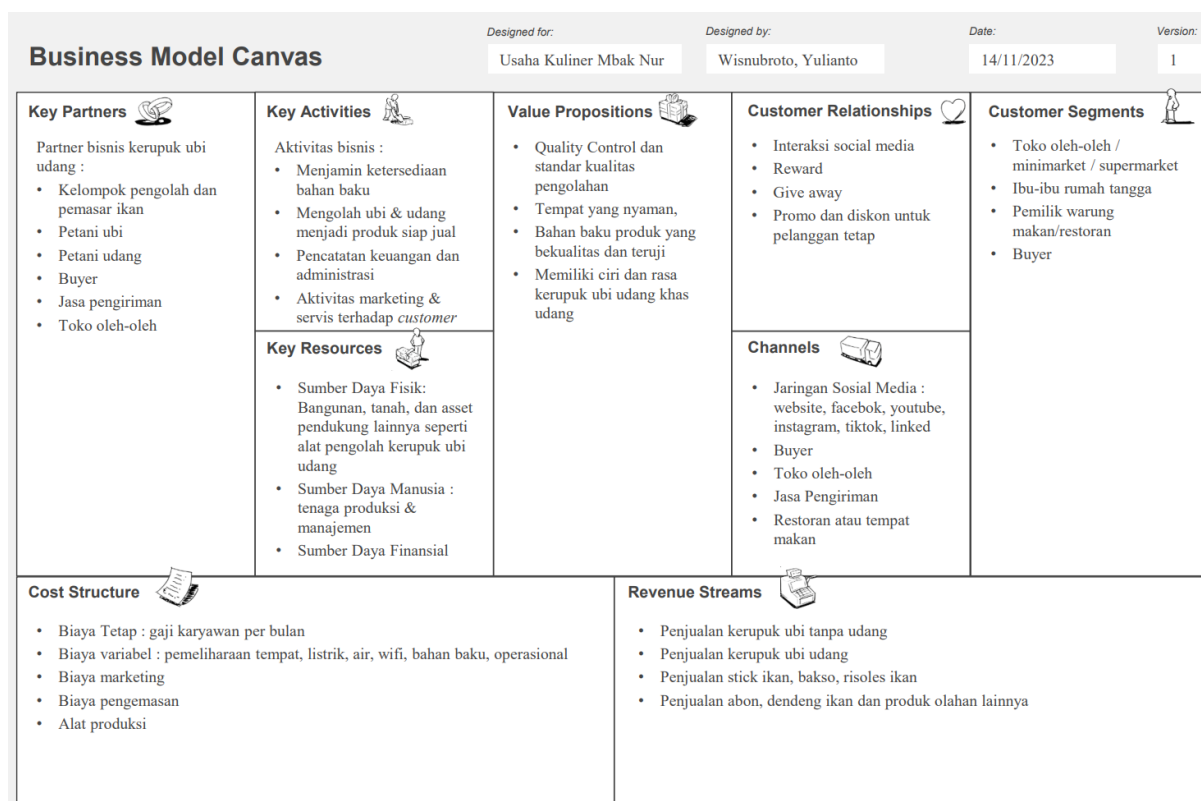 Business Model Canvas
Designed for:
Usaha Kuliner Mbak Nur
Designed by:
Wisnubroto, Yulianto
Date:
14/11/2023
Version:
1
Key Partners
Partner bisnis kerupuk ubi
udang :
• Kelompok pengolah dan
pemasar ikan
• Petani ubi
• Petani udang
• Buyer
• Jasa pengiriman
• Toko oleh-oleh
Key Activities
Aktivitas bisnis :
• Menjamin ketersediaan
bahan baku
• Mengolah ubi & udang
menjadi produk siap jual
• Pencatatan keuangan dan
administrasi
• Aktivitas marketing &
servis terhadap customer
Key Resources
• Sumber Daya Fisik:
Bangunan, tanah, dan asset
pendukung lainnya seperti
alat pengolah kerupuk ubi
udang
• Sumber Daya Manusia :
tenaga produksi &
manajemen
• Sumber Daya Finansial
Value Propositions
• Quality Control dan
standar kualitas
pengolahan
• Tempat yang nyaman,
• Bahan baku produk yang
bekualitas dan teruji
• Memiliki ciri dan rasa
kerupuk ubi udang khas
udang
Customer Relationships
• Interaksi social media
• Reward
• Give away
• Promo dan diskon untuk
pelanggan tetap
Channels
• Jaringan Sosial Media :
website, facebok, youtube,
instagram, tiktok, linked
• Buyer
• Toko oleh-oleh
• Jasa Pengiriman
• Restoran atau tempat
makan
Customer Segments
• Toko oleh-oleh /
minimarket / supermarket
• Ibu-ibu rumah tangga
• Pemilik warung
makan/restoran
• Buyer
Cost Structure
• Biaya Tetap : gaji karyawan per bulan
• Biaya variabel : pemeliharaan tempat, listrik, air, wifi, bahan baku, operasional
• Biaya marketing
• Biaya pengemasan
• Alat produksi
Revenue Streams
• Penjualan kerupuk ubi tanpa udang
• Penjualan kerupuk ubi udang
• Penjualan stick ikan, bakso, risoles ikan
• Penjualan abon, dendeng ikan dan produk olahan lainnya